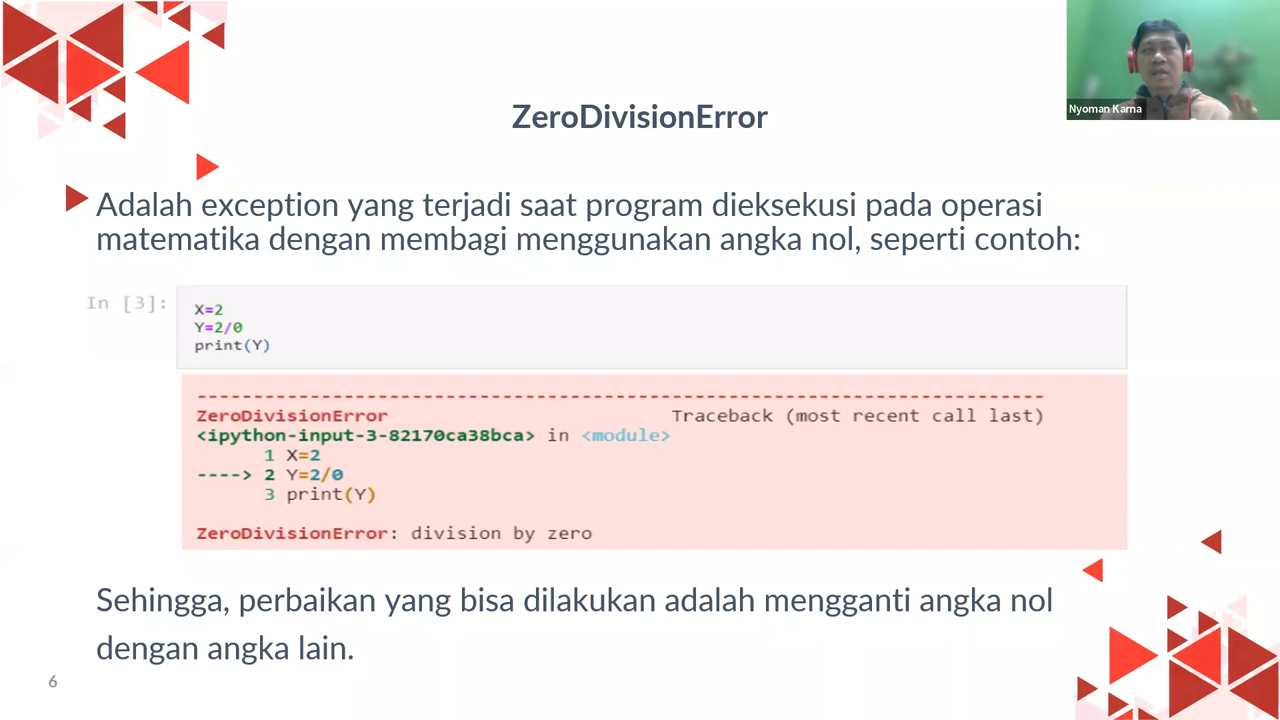 Nyoman Karna
ZeroDivisionError
Adalah exception yang terjadi saat program dieksekusi pada operasi
matematika dengan membagi menggunakan angka nol, seperti contoh:
In [3]:
X=2
Y=2/0
print(Y)
---------------------------------------------------------------------------
ZeroDivisionError Traceback (most recent call last)
<ipython-input-3-82170ca38bca> in <module>
1 X=2
----> 2 Y=2/0
3 print(Y)
ZeroDivisionError: division by zero
Sehingga, perbaikan yang bisa dilakukan adalah mengganti angka nol
dengan angka lain.
6